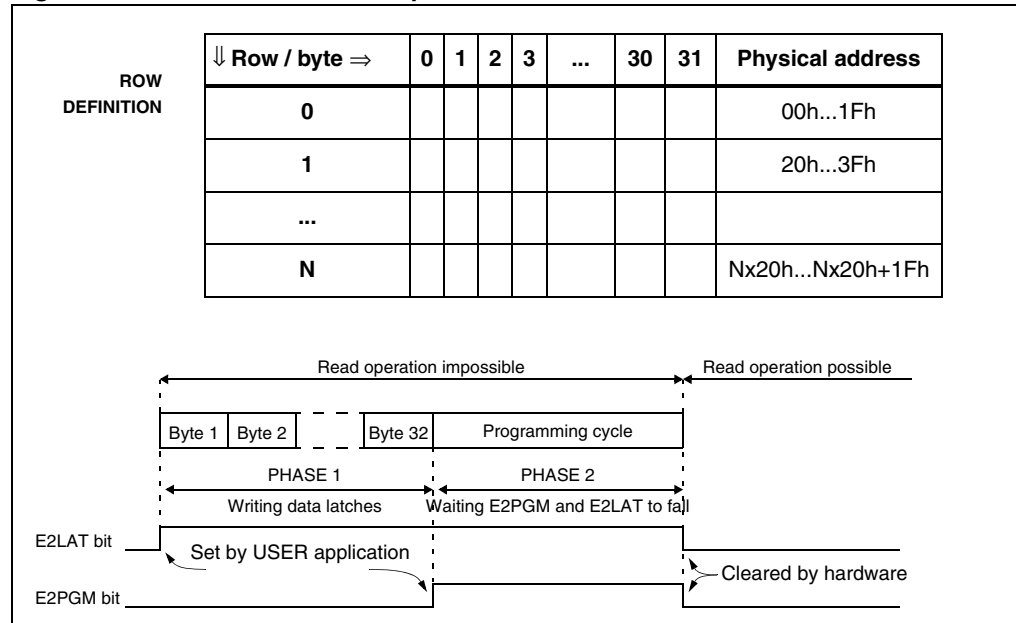 ROW
DEFINITION
⇓ Row / byte ⇒ 0 1 2 3 ... 30 31 Physical address
0 00h...1Fh
1 20h...3Fh
...
N Nx20h...Nx20h+1Fh
Read operation impossible Read operation possible
Byte 1 Byte 2 Byte 32 Programming cycle
PHASE 1 PHASE 2
Writing data latches Waiting E2PGM and E2LAT to fall
E2LAT bit
Set by USER application
Cleared by hardware
E2PGM bit